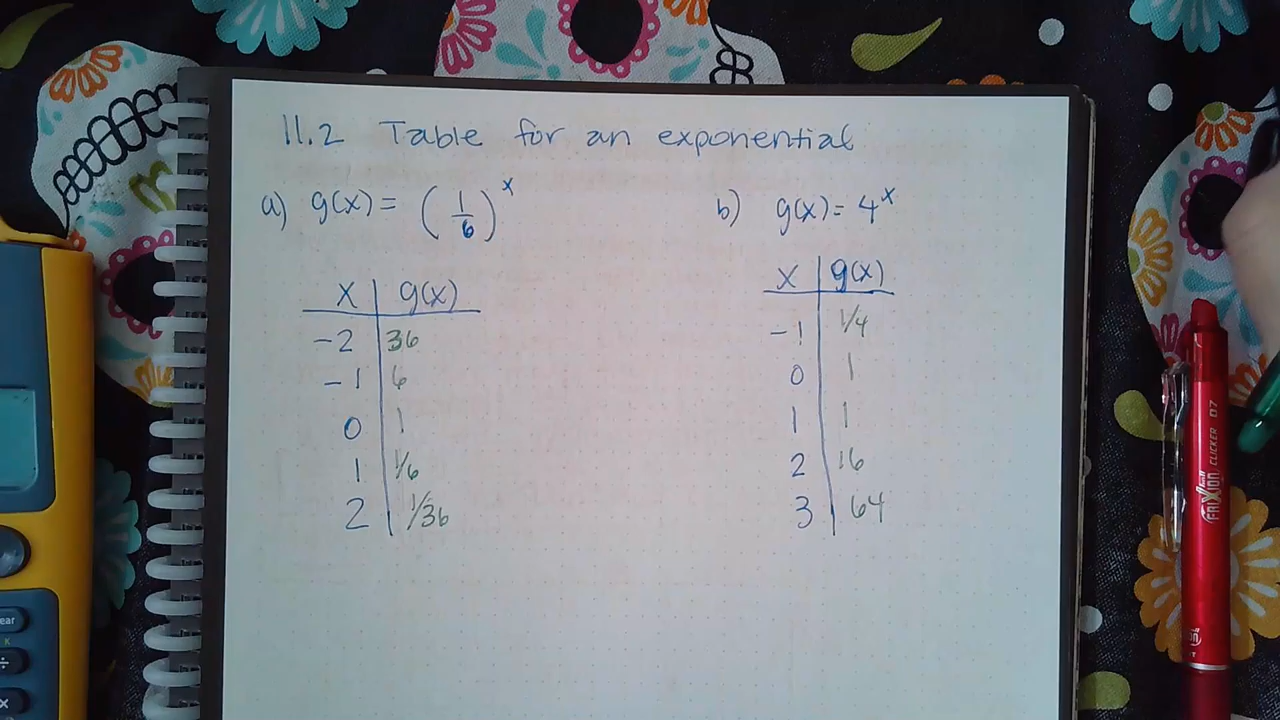 11.2 Table for an exponential
a) g(x) = (1/6)^x
x | g(x)
-2 | 36
-1 | 6
0 | 1
1 | 1/6
2 | 1/36
b) g(x) = 4^x
x | g(x)
-1 | 1/4
0 | 1
1 | 1
2 | 16
3 | 64
FRIXION CLICKER 07
ear
K
÷
×